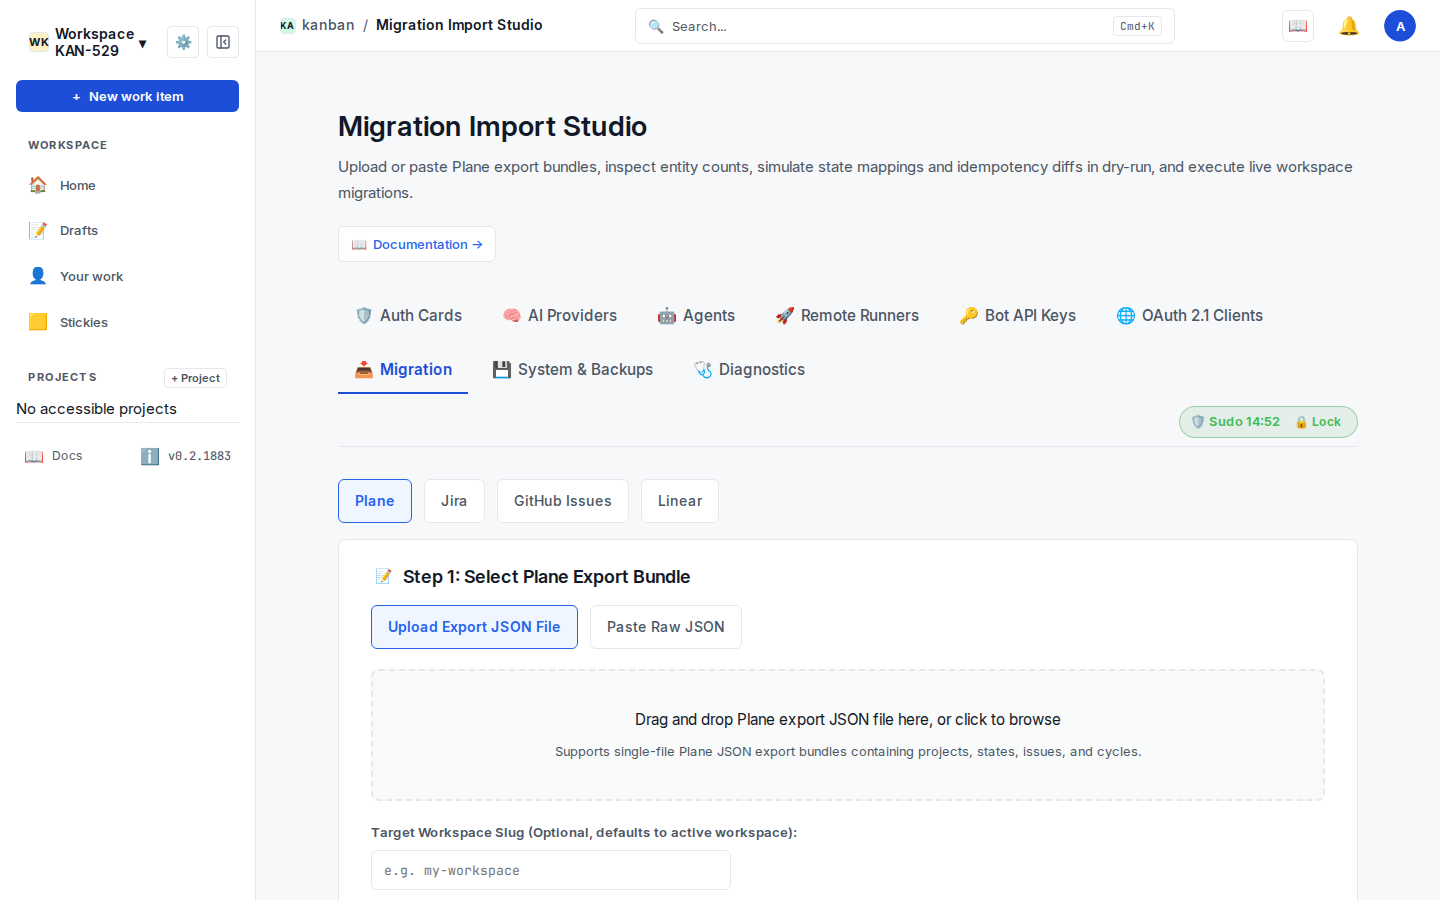 WK Workspace KAN-529 ▼
+ New work item
WORKSPACE
Home
Drafts
Your work
Stickies
PROJECTS + Project
No accessible projects
Docs v0.2.1883
KA kanban / Migration Import Studio
Search... Cmd+K
A
Migration Import Studio
Upload or paste Plane export bundles, inspect entity counts, simulate state mappings and idempotency diffs in dry-run, and execute live workspace
migrations.
Documentation →
Auth Cards AI Providers Agents Remote Runners Bot API Keys OAuth 2.1 Clients
Migration System & Backups Diagnostics
Sudo 14:52 Lock
Plane Jira GitHub Issues Linear
Step 1: Select Plane Export Bundle
Upload Export JSON File Paste Raw JSON
Drag and drop Plane export JSON file here, or click to browse
Supports single-file Plane JSON export bundles containing projects, states, issues, and cycles.
Target Workspace Slug (Optional, defaults to active workspace):
e.g. my-workspace